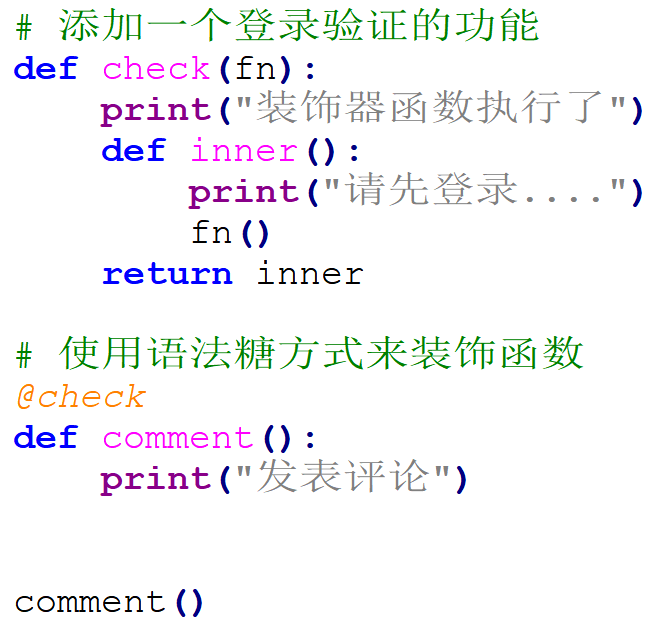 # 添加一个登录验证的功能
def check(fn):
    print("装饰器函数执行了")
    def inner():
        print("请先登录....")
        fn()
    return inner
# 使用语法糖方式来装饰函数
@check
def comment():
    print("发表评论")
comment()